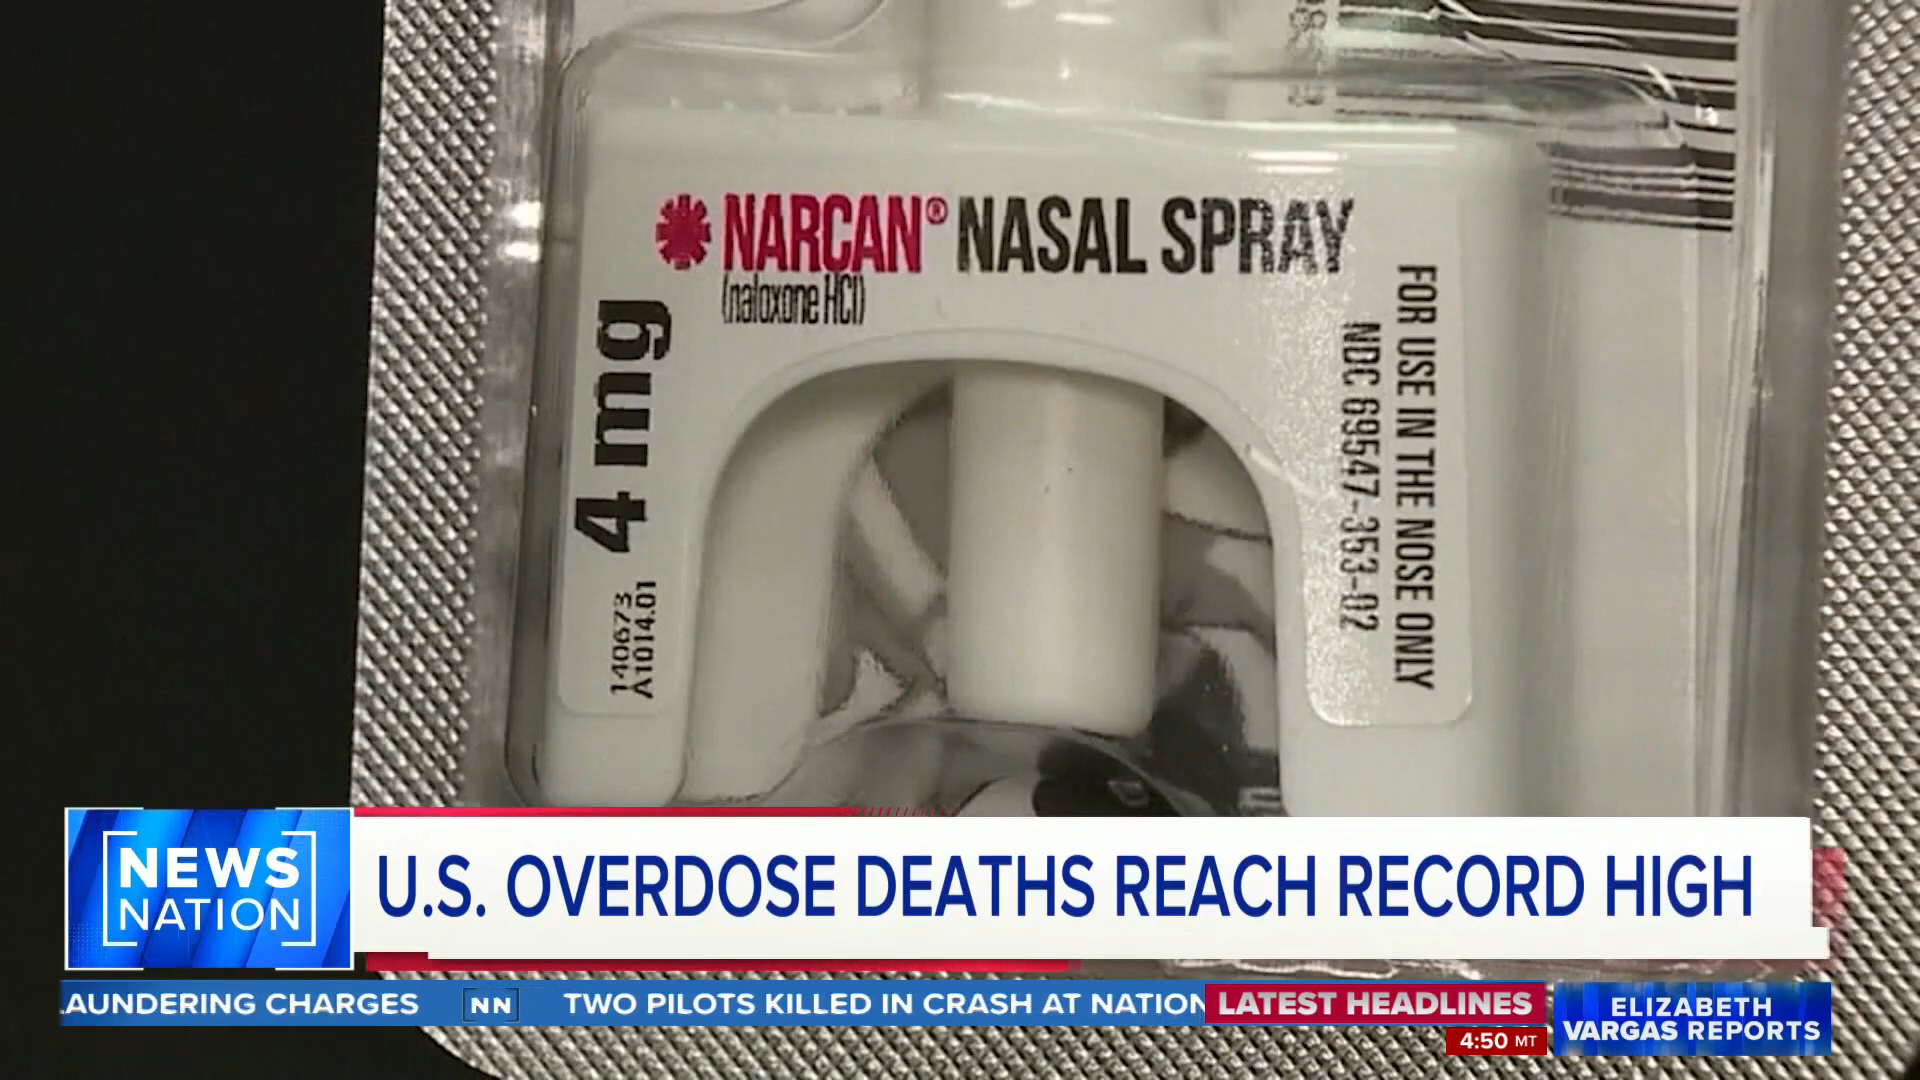 NARCAN® NASAL SPRAY
(naloxone HCl)
4 mg
140673
A1014.01
FOR USE IN THE NOSE ONLY
NDC 69547-353-02
NEWS
NATION
U.S. OVERDOSE DEATHS REACH RECORD HIGH
AUNDERING CHARGES NN TWO PILOTS KILLED IN CRASH AT NATION
LATEST HEADLINES
4:50 MT
ELIZABETH
VARGAS REPORTS